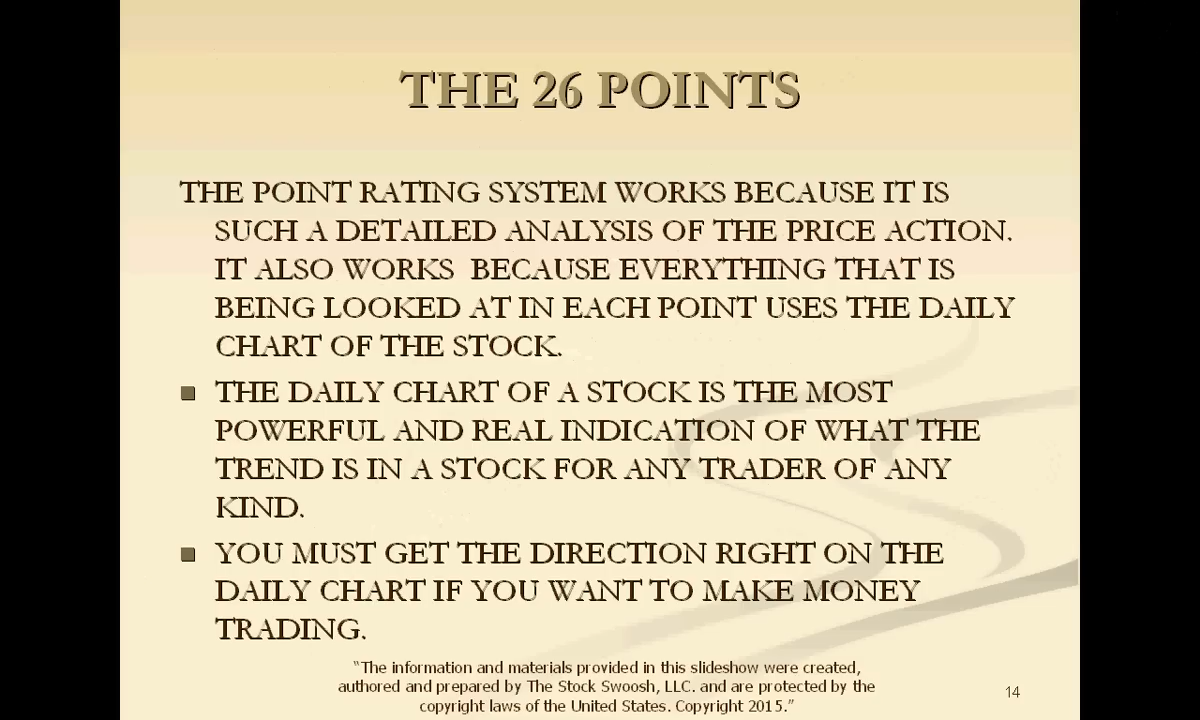 THE 26 POINTS
THE POINT RATING SYSTEM WORKS BECAUSE IT IS
SUCH A DETAILED ANALYSIS OF THE PRICE ACTION.
IT ALSO WORKS  BECAUSE EVERYTHING THAT IS
BEING LOOKED AT IN EACH POINT USES THE DAILY
CHART OF THE STOCK.
■ THE DAILY CHART OF A STOCK IS THE MOST
POWERFUL AND REAL INDICATION OF WHAT THE
TREND IS IN A STOCK FOR ANY TRADER OF ANY
KIND.
■ YOU MUST GET THE DIRECTION RIGHT ON THE
DAILY CHART IF YOU WANT TO MAKE MONEY
TRADING.
“The information and materials provided in this slideshow were created,
authored and prepared by The Stock Swoosh, LLC. and are protected by the
copyright laws of the United States. Copyright 2015.”
14